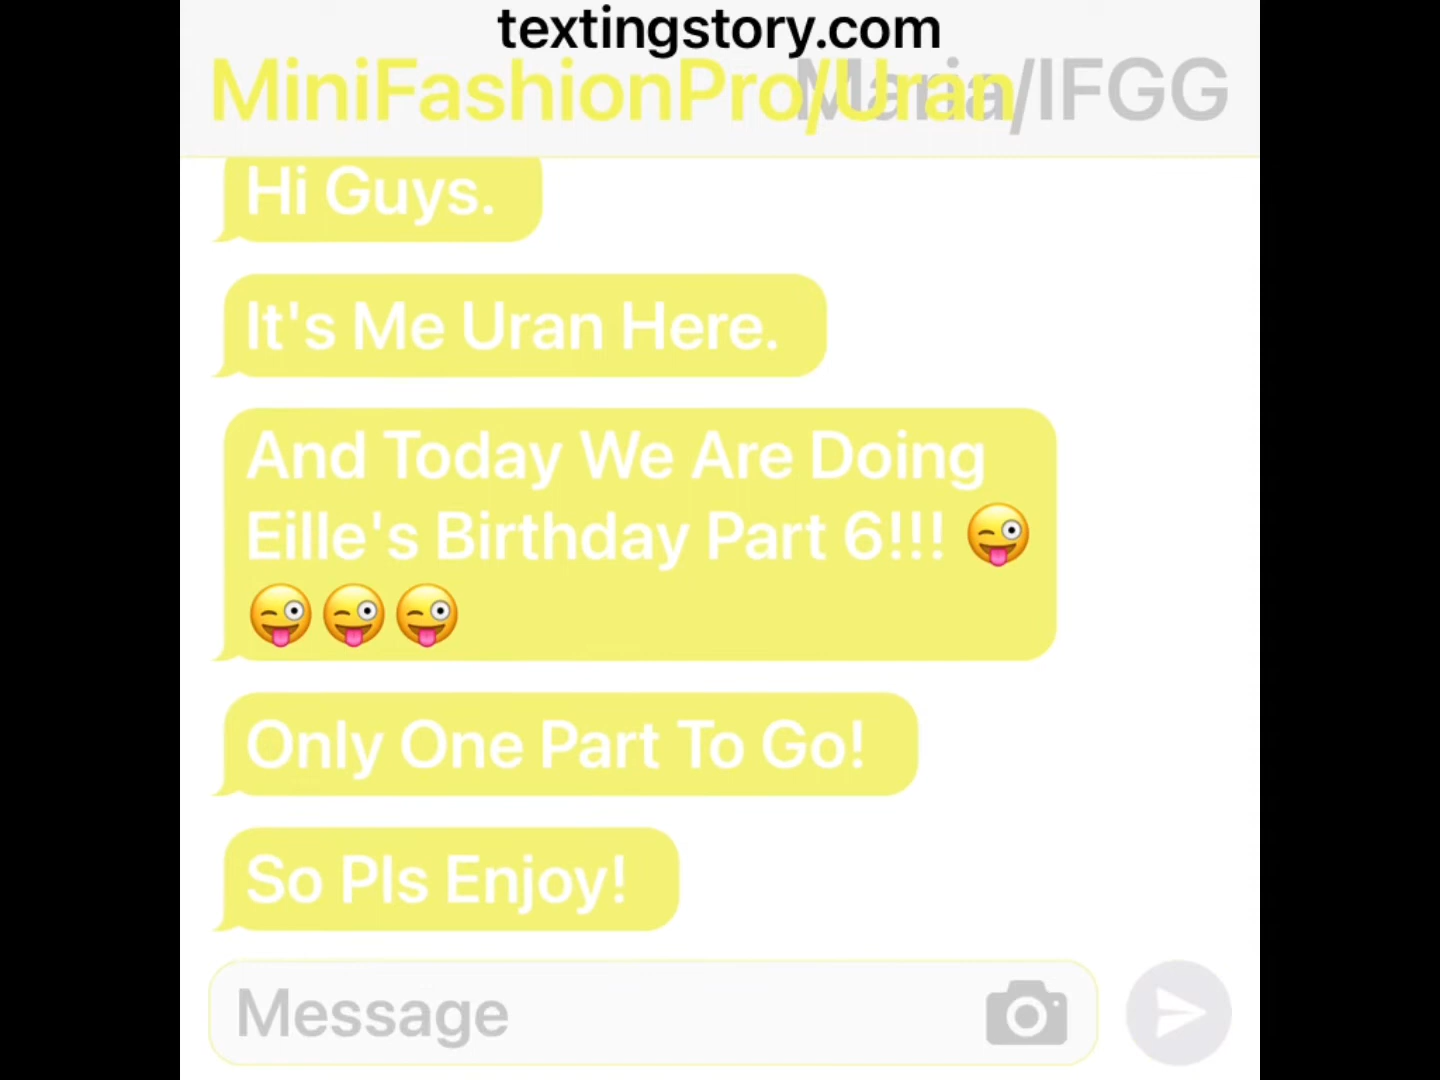 textingstory.com
MiniFashionPro/Uran Maria/IFGG
Hi Guys.
It's Me Uran Here.
And Today We Are Doing
Eille's Birthday Part 6!!! 😜
😜😜😜
Only One Part To Go!
So Pls Enjoy!
Message